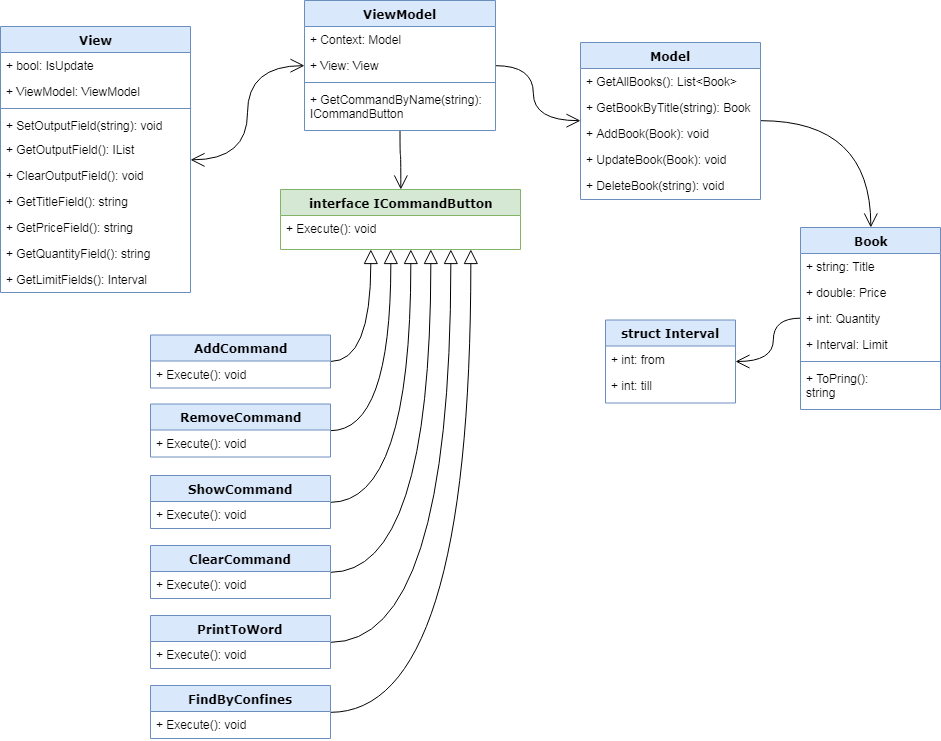 View
+ bool: IsUpdate
+ ViewModel: ViewModel
+ SetOutputField(string): void
+ GetOutputField(): IList
+ ClearOutputField(): void
+ GetTitleField(): string
+ GetPriceField(): string
+ GetQuantityField(): string
+ GetLimitFields(): Interval
ViewModel
+ Context: Model
+ View: View
+ GetCommandByName(string):
ICommandButton
Model
+ GetAllBooks(): List<Book>
+ GetBookByTitle(string): Book
+ AddBook(Book): void
+ UpdateBook(Book): void
+ DeleteBook(string): void
interface ICommandButton
+ Execute(): void
Book
+ string: Title
+ double: Price
+ int: Quantity
+ Interval: Limit
+ ToPring():
string
struct Interval
+ int: from
+ int: till
AddCommand
+ Execute(): void
RemoveCommand
+ Execute(): void
ShowCommand
+ Execute(): void
ClearCommand
+ Execute(): void
PrintToWord
+ Execute(): void
FindByConfines
+ Execute(): void